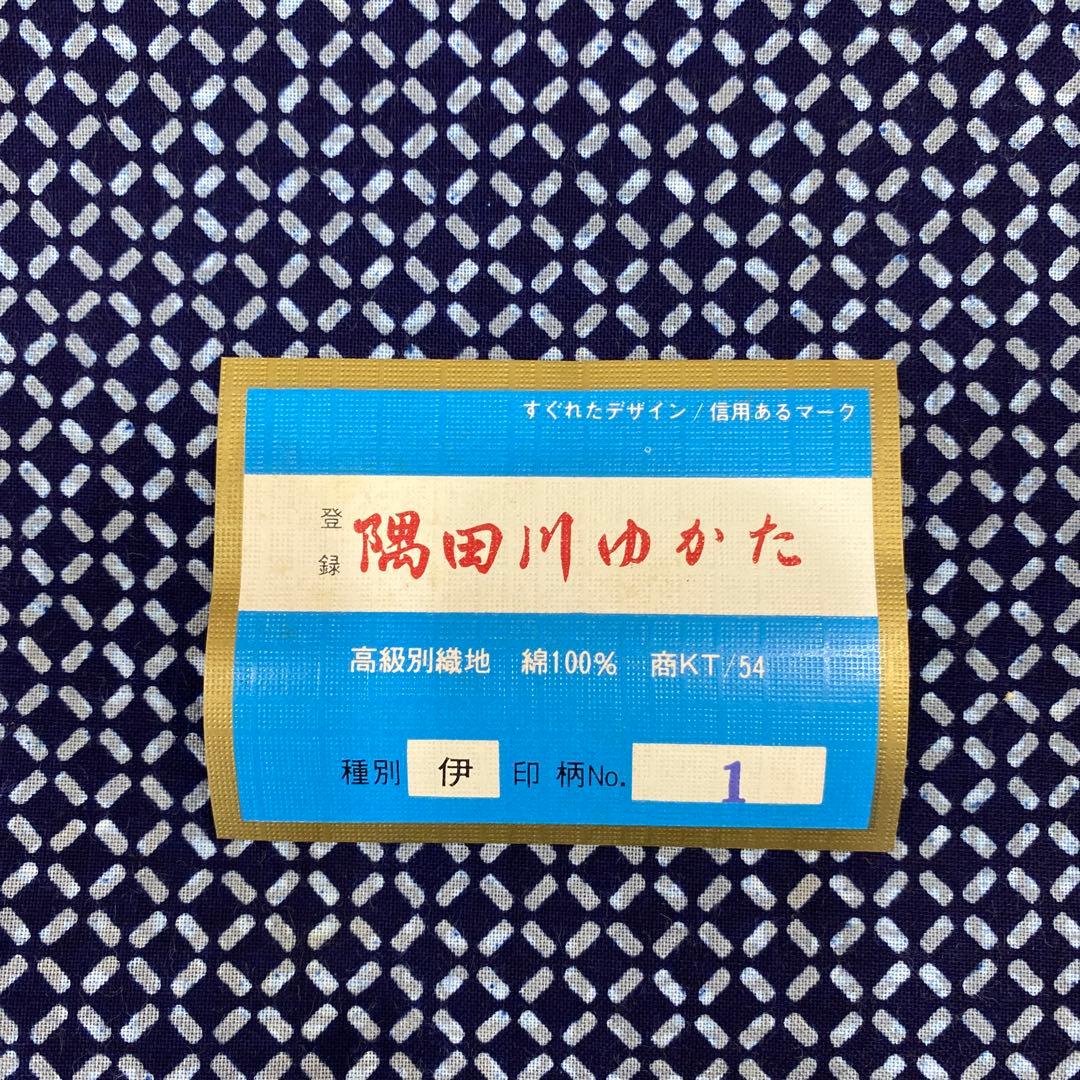 すぐれたデザイン/信用あるマーク
登録 隅田川ゆかた
高級別織地 綿100% 商KT/54
種別 伊 印 柄No. 1